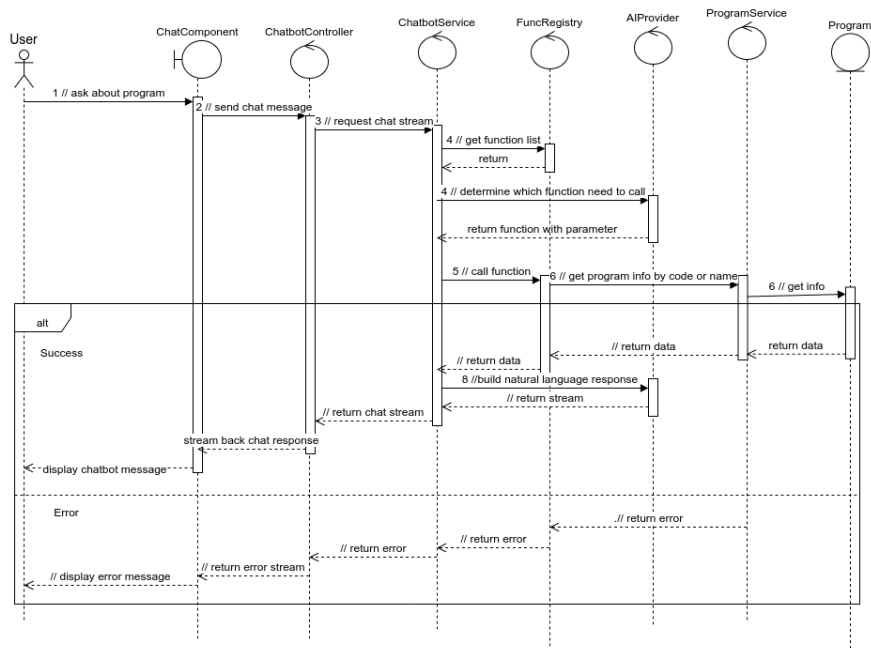 User
ChatComponent
ChatbotController
ChatbotService
FuncRegistry
AIProvider
ProgramService
Program
1 // ask about program
2 // send chat message
3 // request chat stream
4 // get function list
return
4 // determine which function need to call
return function with parameter
5 // call function
6 // get program info by code or name
6 // get info
alt
Success
return data
// return data
// return data
8 //build natural language response
// return stream
// return chat stream
stream back chat response
display chatbot message
Error
.// return error
// return error
// return error
// return error stream
// display error message